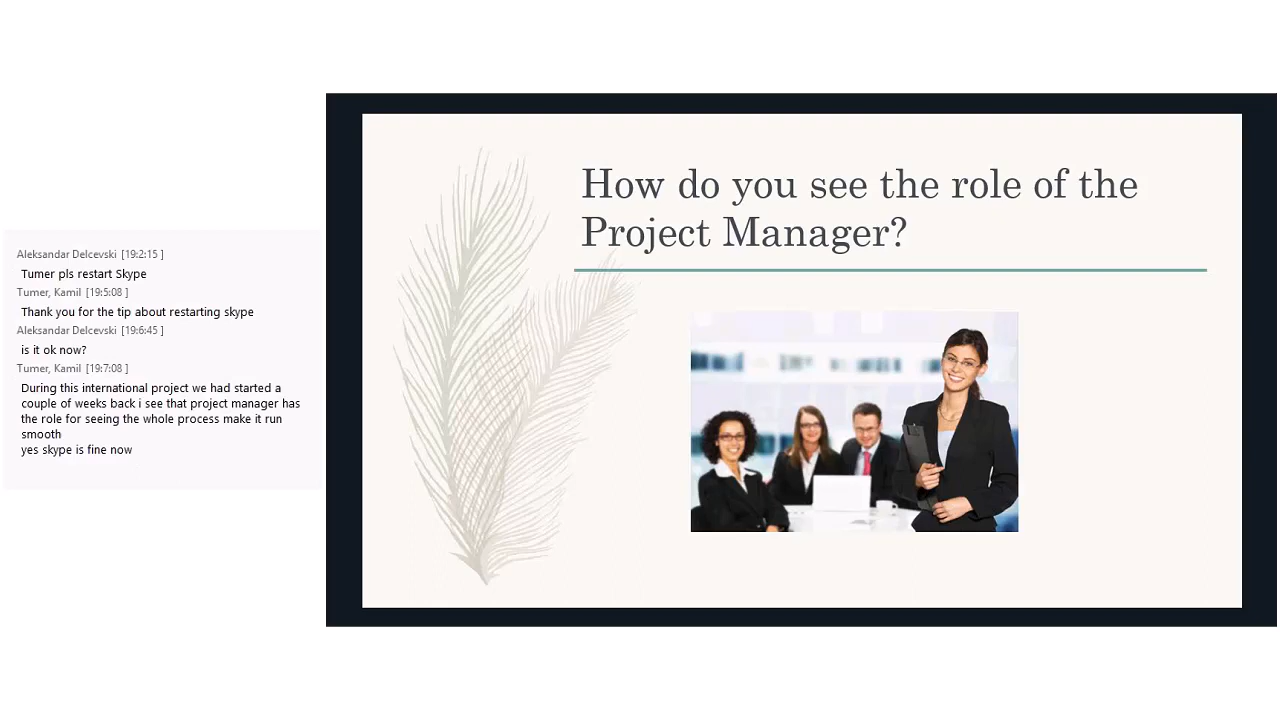 Aleksandar Delcevski [19:2:15 ]
Tumer pls restart Skype
Tumer, Kamil [19:5:08 ]
Thank you for the tip about restarting skype
Aleksandar Delcevski [19:6:45 ]
is it ok now?
Tumer, Kamil [19:7:08 ]
During this international project we had started a
couple of weeks back i see that project manager has
the role for seeing the whole process make it run
smooth
yes skype is fine now
How do you see the role of the
Project Manager?